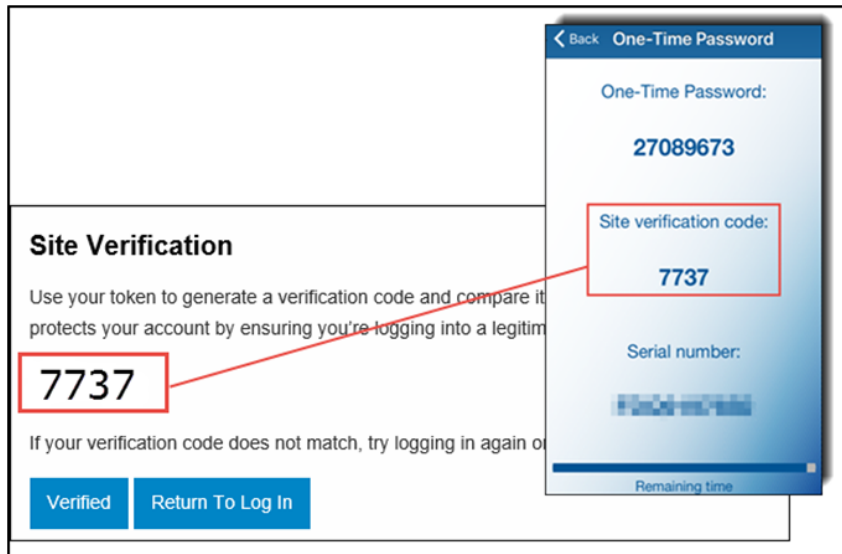 Back One-Time Password
One-Time Password:
27089673
Site verification code:
7737
Serial number:
Remaining time
Site Verification
Use your token to generate a verification code and compare it
protects your account by ensuring you're logging into a legitim
7737
If your verification code does not match, try logging in again
Verified Return To Log In